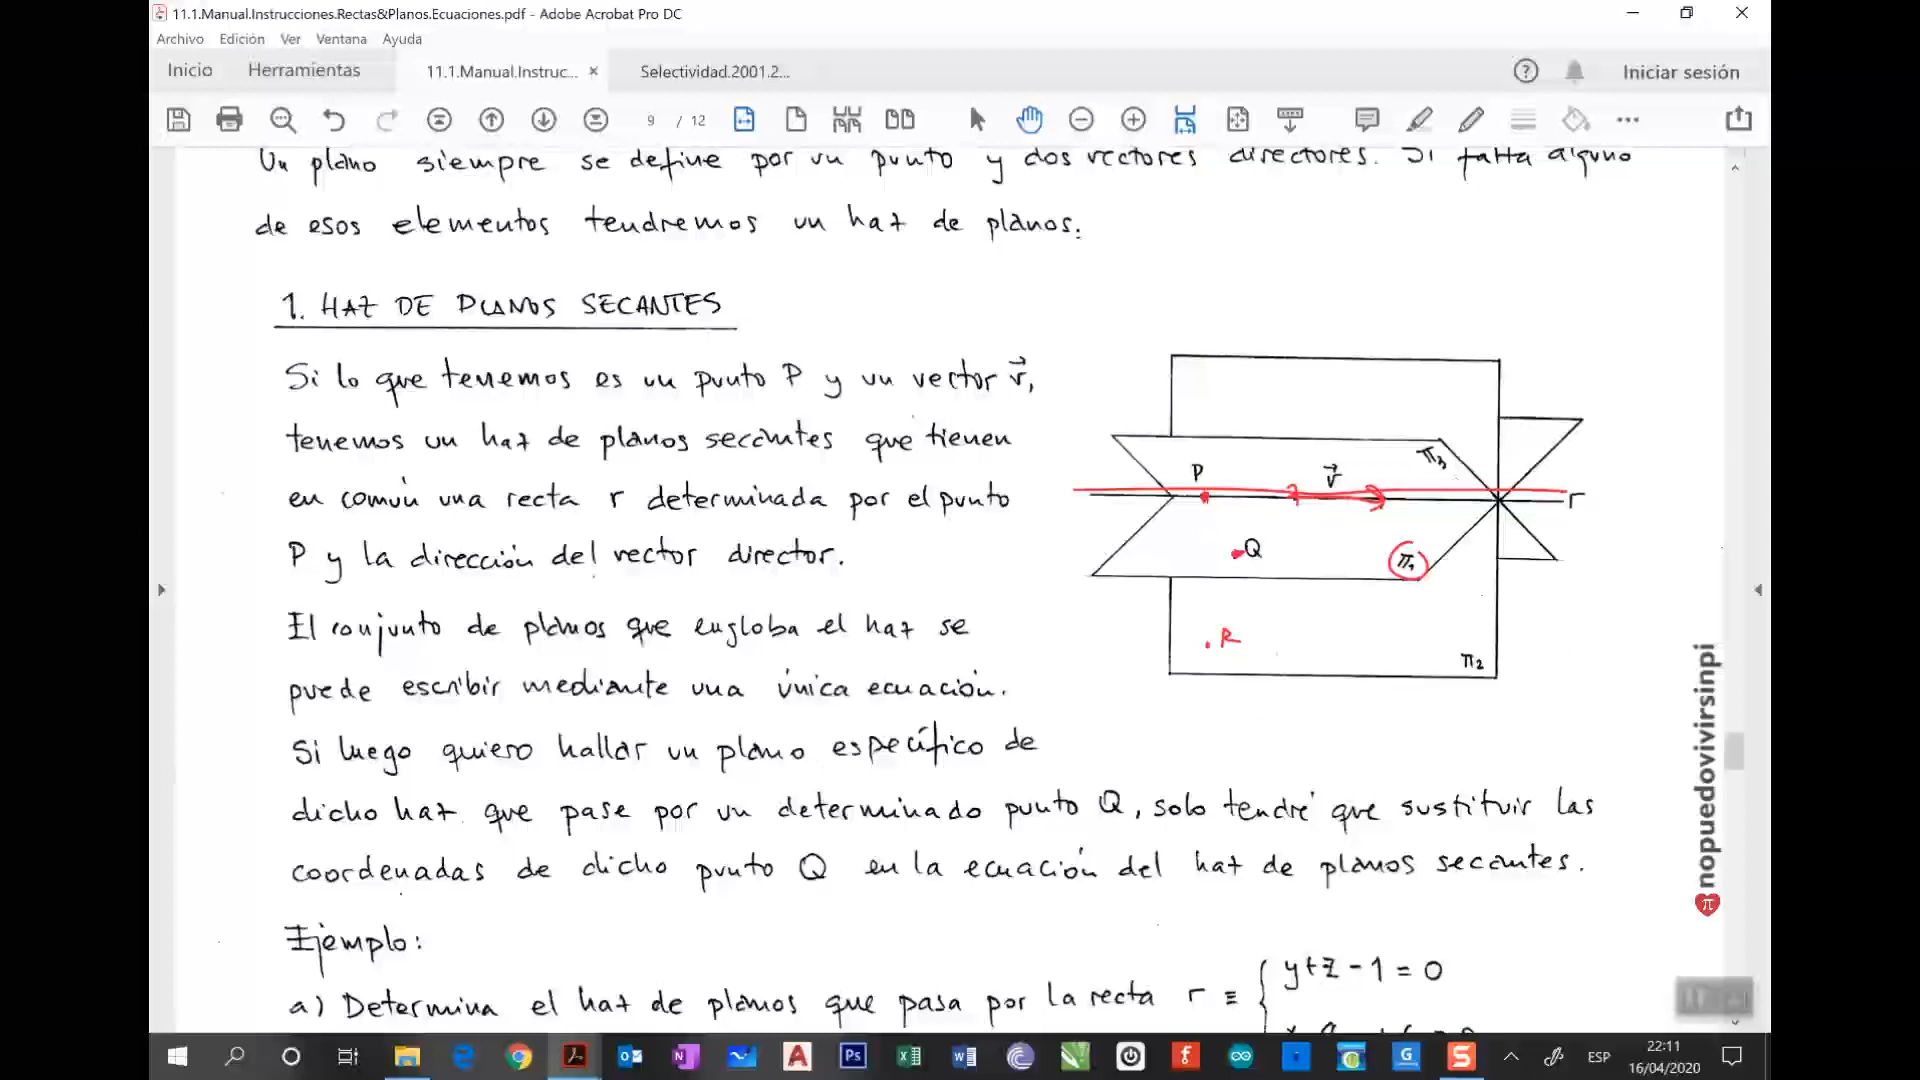 11.1.Manual.Instrucciones.Rectas&Planos.Ecuaciones.pdf - Adobe Acrobat Pro DC
Archivo Edición Ver Ventana Ayuda
Inicio Herramientas 11.1.Manual.Instruc... × Selectividad.2001.2... Iniciar sesión
9 / 12
Un plano siempre se define por un punto y dos vectores directores. Si falta alguno
de esos elementos tendremos un haz de planos.
1. HAZ DE PLANOS SECANTES
Si lo que tenemos es un punto P y un vector v⃗,
tenemos un haz de planos secantes que tienen
en común una recta r determinada por el punto
P y la dirección del vector director.
El conjunto de planos que engloba el haz se
puede escribir mediante una única ecuación.
Si luego quiero hallar un plano específico de
dicho haz que pase por un determinado punto Q, solo tendré que sustituir las
coordenadas de dicho punto Q en la ecuación del haz de planos secantes.
P v⃗ π3
r
Q π1
R
π2
Ejemplo:
a) Determina el haz de planos que pasa por la recta r ≡ { y+z-1=0
nopuedovivirsinpi
π
ESP
22:11
16/04/2020